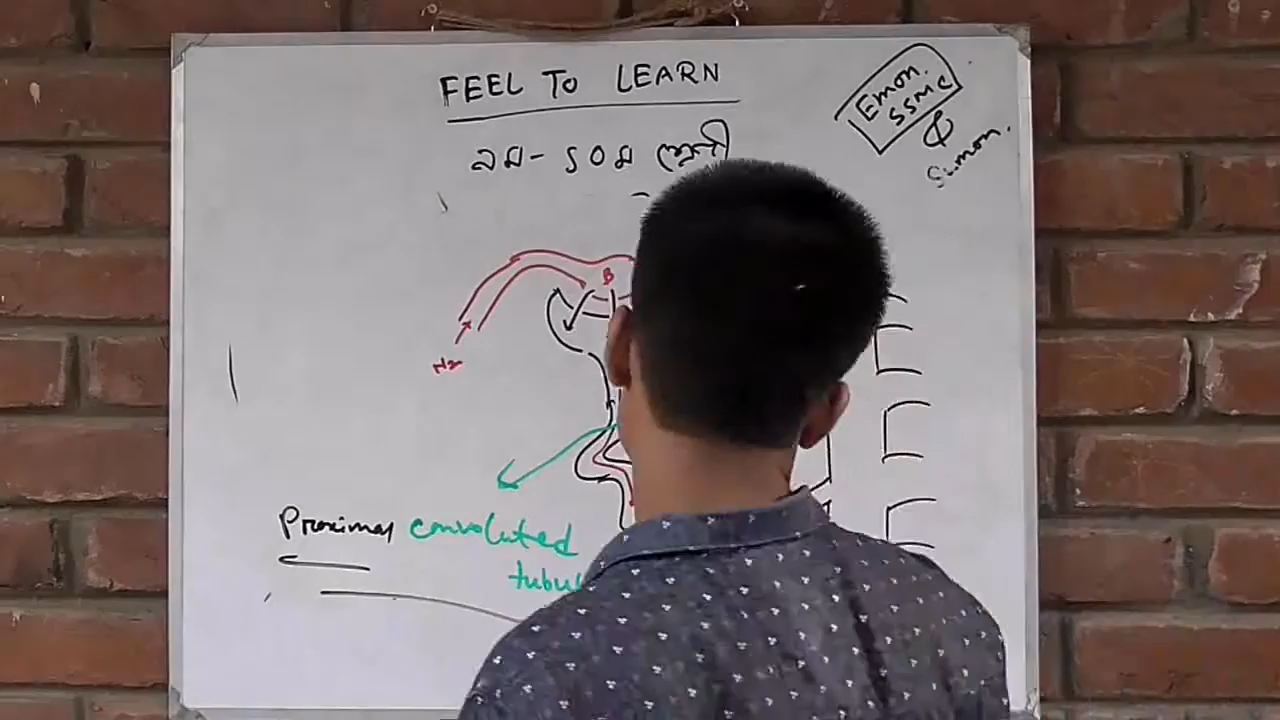 FEEL TO LEARN
৯ম - ১০ম শ্রেণী
Emon.
SSMC
&
Sumon.
B
Proximal convoluted
tubul